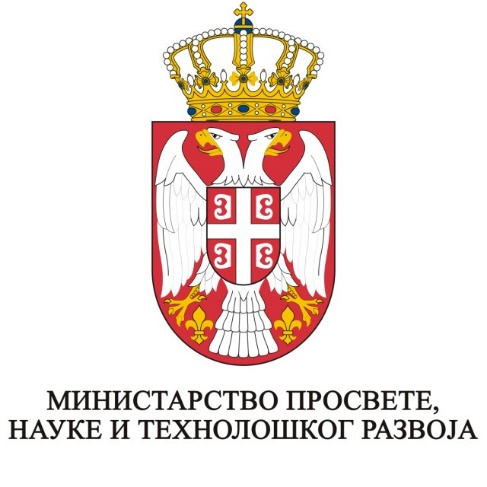 МИНИСТАРСТВО ПРОСВЕТЕ,
НАУКЕ И ТЕХНОЛОШКОГ РАЗВОЈА